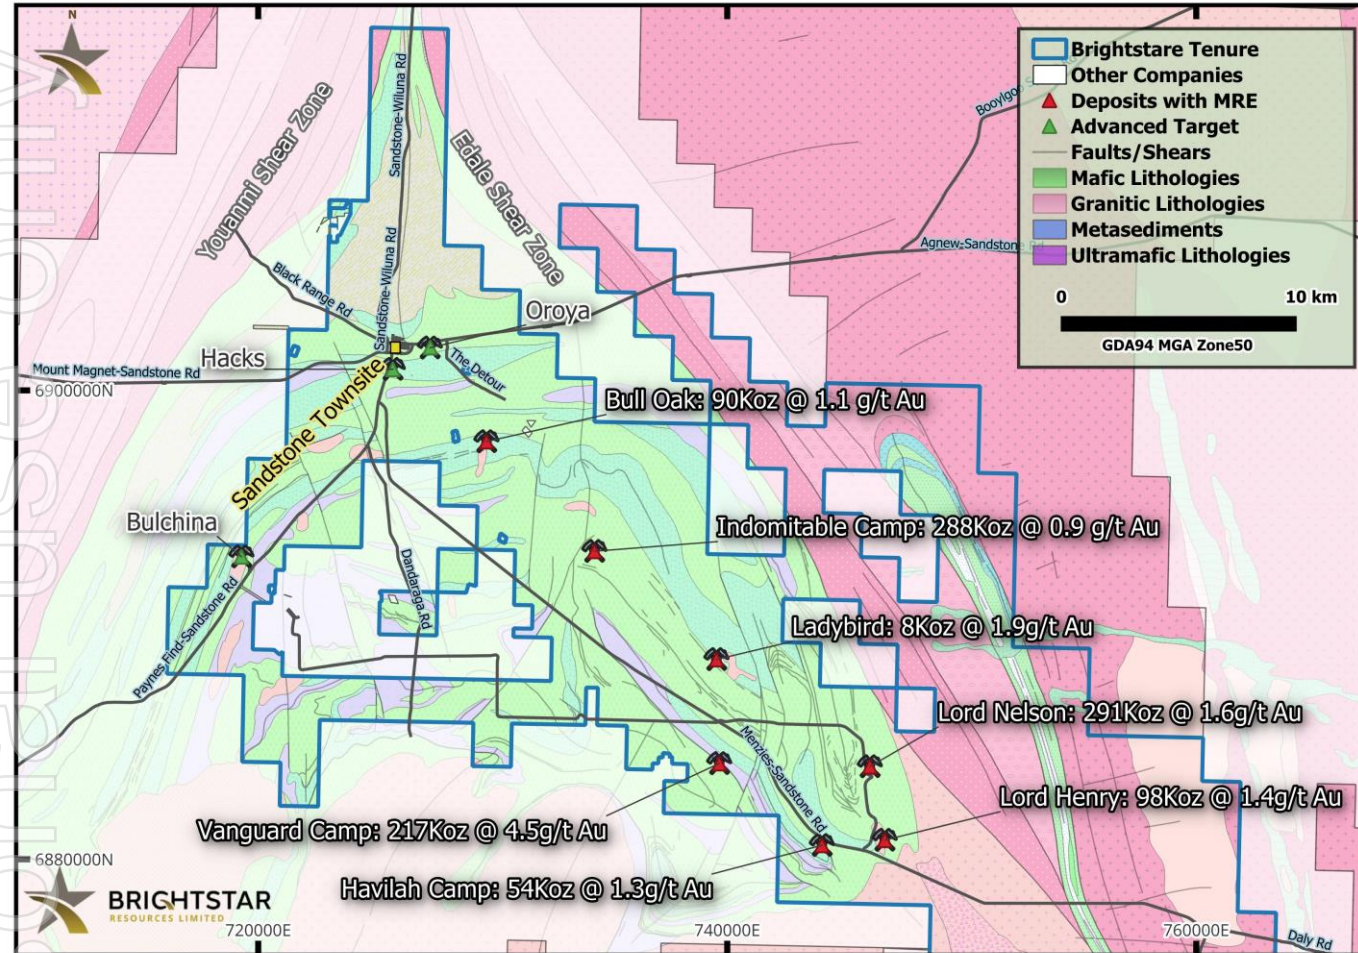 N
Brightstare Tenure
Other Companies
Deposits with MRE
Advanced Target
Faults/Shears
Mafic Lithologies
Granitic Lithologies
Metasediments
Ultramafic Lithologies
0 10 km
GDA94 MGA Zone50
Youanmi Shear Zone
Edale Shear Zone
Sandstone-Wiluna Rd
Sandstone-Wiluna Rd
Black Range Rd
Agnew-Sandstone Rd
Oroya
Hacks
The Detour
Mount Magnet-Sandstone Rd
6900000N
Sandstone Townsite
Bull Oak: 90Koz @ 1.1 g/t Au
Bulchina
Indomitable Camp: 288Koz @ 0.9 g/t Au
Dandaraga Rd
Paynes Find-Sandstone Rd
Ladybird: 8Koz @ 1.9g/t Au
Lord Nelson: 291Koz @ 1.6g/t Au
Menzies-Sandstone Rd
Lord Henry: 98Koz @ 1.4g/t Au
Vanguard Camp: 217Koz @ 4.5g/t Au
6880000N
Havilah Camp: 54Koz @ 1.3g/t Au
BRIGHTSTAR
RESOURCES LIMITED
720000E
740000E
760000E
Daly Rd